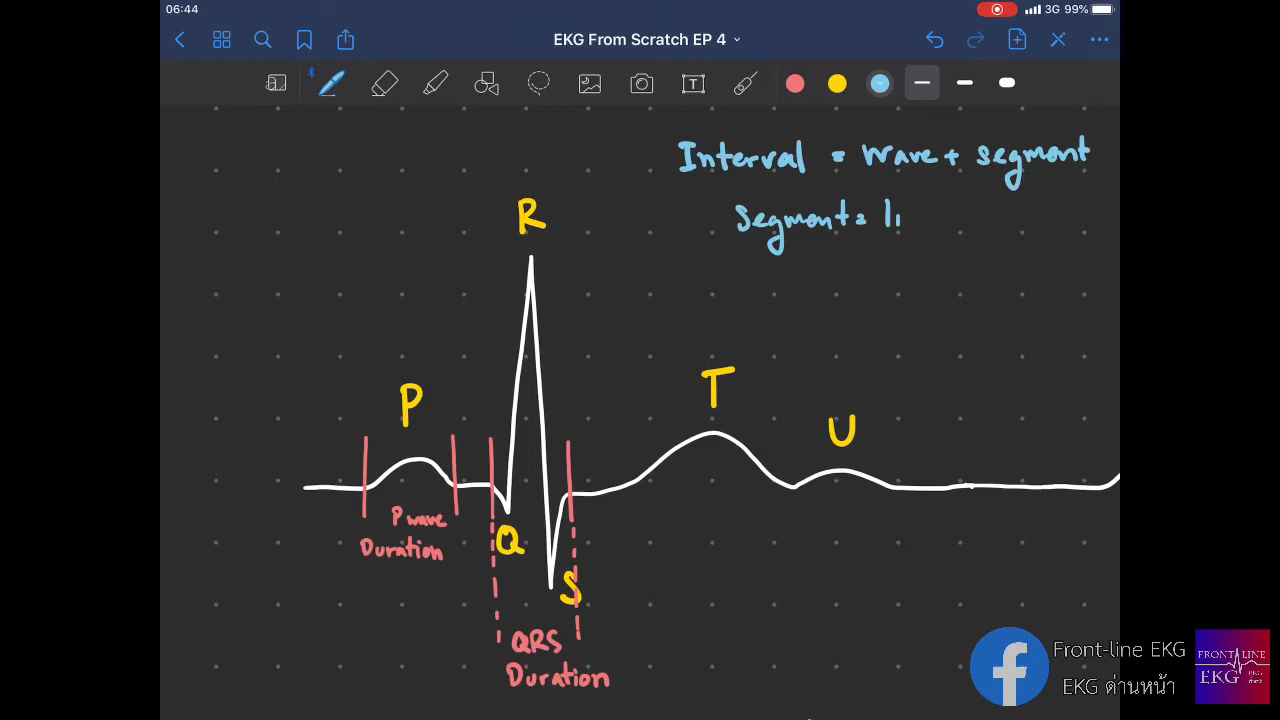 06:44
3G 99%
EKG From Scratch EP 4
T
Interval = Wave + segment
Segment =
R
P
T
U
P wave
Duration
Q
S
QRS
Duration
Front-line EKG
EKG ด่านหน้า
FRONT LINE
EKG